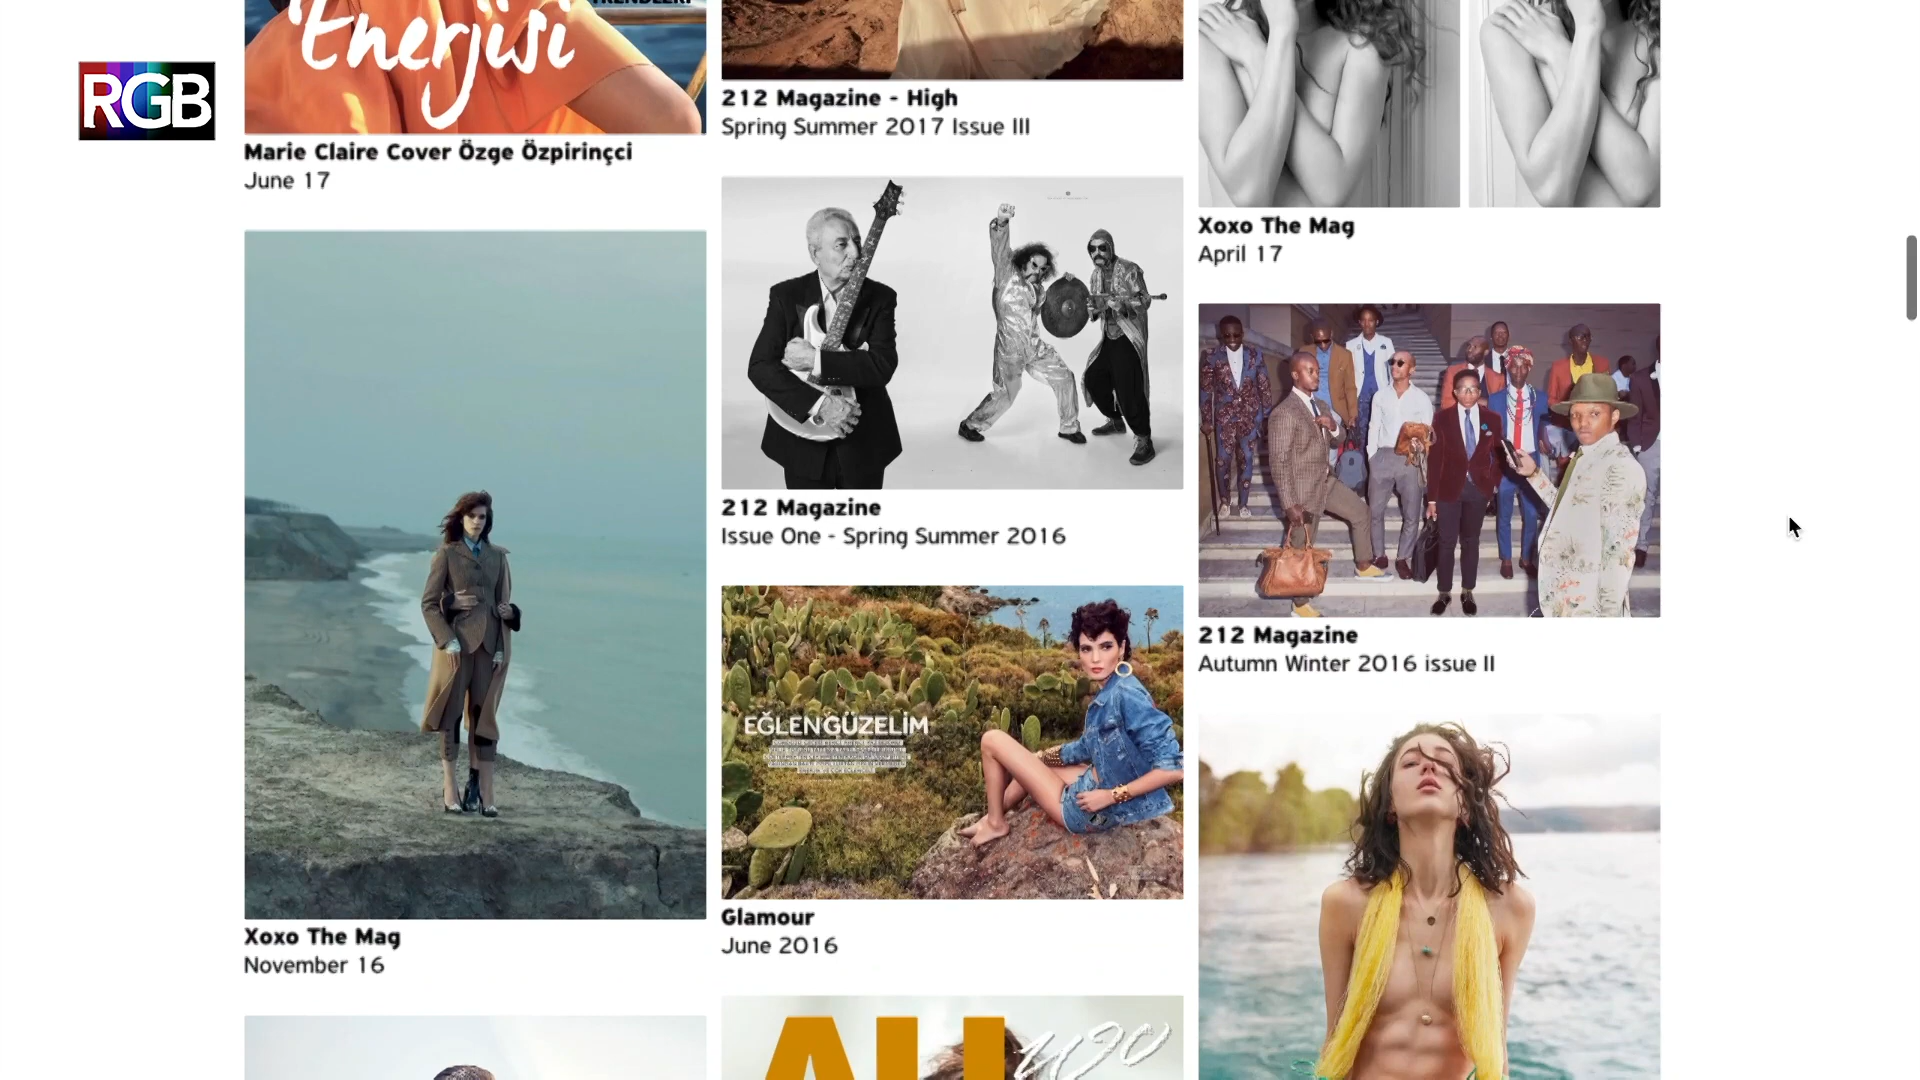 RGB
Enerjisi
Marie Claire Cover Özge Özpirinçci
June 17
212 Magazine - High
Spring Summer 2017 Issue III
Xoxo The Mag
April 17
212 Magazine
Issue One - Spring Summer 2016
212 Magazine
Autumn Winter 2016 issue II
EĞLEN GÜZELİM
Glamour
June 2016
Xoxo The Mag
November 16